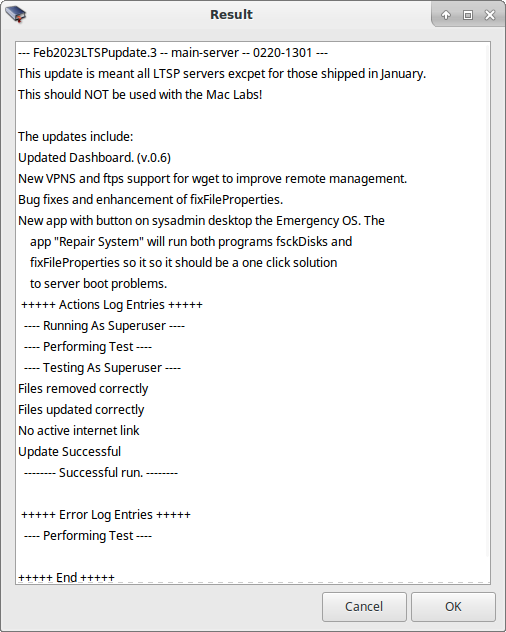 Result
--- Feb2023LTSPupdate.3 -- main-server -- 0220-1301 ---
This update is meant all LTSP servers excpet for those shipped in January.
This should NOT be used with the Mac Labs!
The updates include:
Updated Dashboard. (v.0.6)
New VPNS and ftps support for wget to improve remote management.
Bug fixes and enhancement of fixFileProperties.
New app with button on sysadmin desktop the Emergency OS. The
app "Repair System" will run both programs fsckDisks and
fixFileProperties so it so it should be a one click solution
to server boot problems.
+++++ Actions Log Entries +++++
---- Running As Superuser ----
---- Performing Test ----
---- Testing As Superuser ----
Files removed correctly
Files updated correctly
No active internet link
Update Successful
-------- Successful run. --------
+++++ Error Log Entries +++++
---- Performing Test ----
+++++ End +++++
Cancel
OK